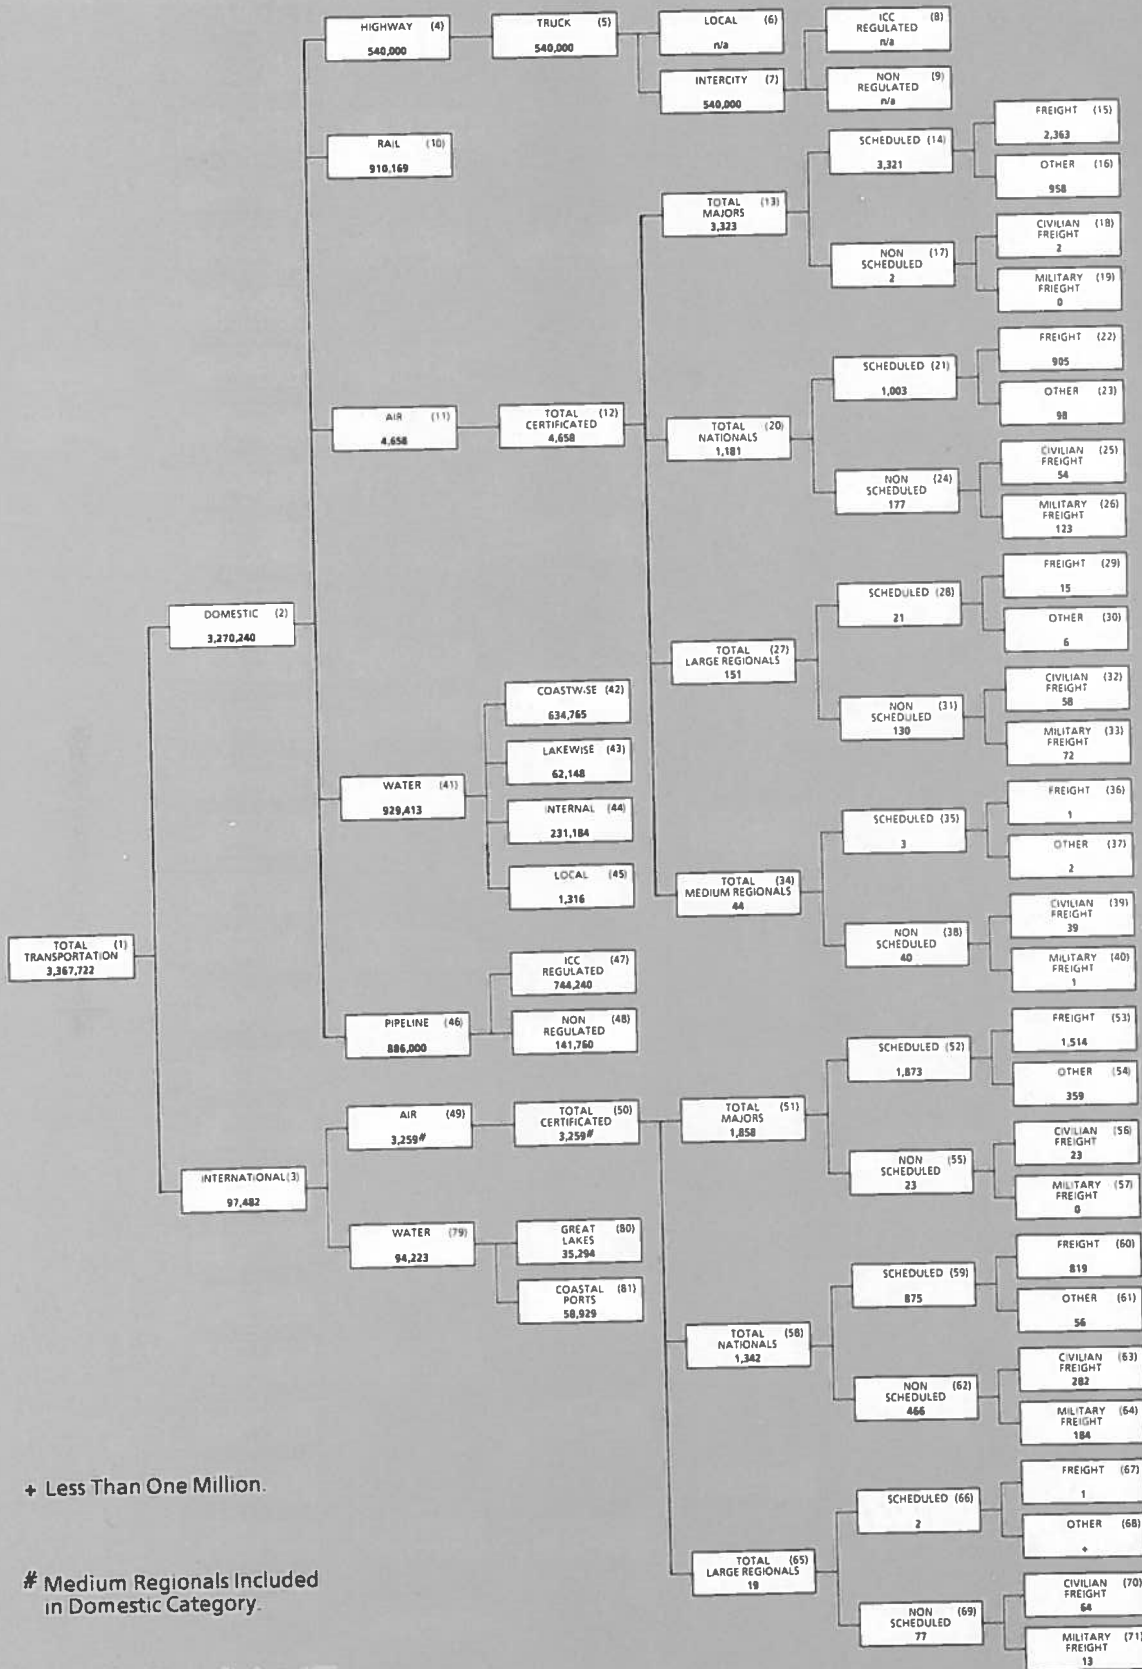 HIGHWAY (4)
540,000
TRUCK (5)
540,000
LOCAL (6)
n/a
INTERCITY (7)
540,000
ICC (8)
REGULATED
n/a
NON (9)
REGULATED
n/a
RAIL (10)
910,169
AIR (11)
4,658
TOTAL (12)
CERTIFICATED
4,658
TOTAL (13)
MAJORS
3,323
SCHEDULED (14)
3,321
FREIGHT (15)
2,363
OTHER (16)
958
NON (17)
SCHEDULED
2
CIVILIAN (18)
FREIGHT
2
MILITARY (19)
FRIEGHT
0
TOTAL (20)
NATIONALS
1,181
SCHEDULED (21)
1,003
FREIGHT (22)
905
OTHER (23)
98
NON (24)
SCHEDULED
177
CIVILIAN (25)
FREIGHT
54
MILITARY (26)
FREIGHT
123
TOTAL (27)
LARGE REGIONALS
151
SCHEDULED (28)
21
FREIGHT (29)
15
OTHER (30)
6
NON (31)
SCHEDULED
130
CIVILIAN (32)
FREIGHT
58
MILITARY (33)
FREIGHT
72
TOTAL (34)
MEDIUM REGIONALS
44
SCHEDULED (35)
3
FREIGHT (36)
1
OTHER (37)
2
NON (38)
SCHEDULED
40
CIVILIAN (39)
FREIGHT
39
MILITARY (40)
FREIGHT
1
DOMESTIC (2)
3,270,240
WATER (41)
929,413
COASTWISE (42)
634,765
LAKEWISE (43)
62,148
INTERNAL (44)
231,184
LOCAL (45)
1,316
TOTAL (1)
TRANSPORTATION
3,367,722
PIPELINE (46)
886,000
ICC (47)
REGULATED
744,240
NON (48)
REGULATED
141,760
INTERNATIONAL (3)
97,482
AIR (49)
3,259#
TOTAL (50)
CERTIFICATED
3,259#
TOTAL (51)
MAJORS
1,858
SCHEDULED (52)
1,873
FREIGHT (53)
1,514
OTHER (54)
359
NON (55)
SCHEDULED
23
CIVILIAN (56)
FREIGHT
23
MILITARY (57)
FREIGHT
0
TOTAL (58)
NATIONALS
1,342
SCHEDULED (59)
875
FREIGHT (60)
819
OTHER (61)
56
NON (62)
SCHEDULED
466
CIVILIAN (63)
FREIGHT
282
MILITARY (64)
FREIGHT
184
TOTAL (65)
LARGE REGIONALS
19
SCHEDULED (66)
2
FREIGHT (67)
1
OTHER (68)
+
NON (69)
SCHEDULED
77
CIVILIAN (70)
FREIGHT
64
MILITARY (71)
FREIGHT
13
WATER (79)
94,223
GREAT (80)
LAKES
35,294
COASTAL (81)
PORTS
58,929
+ Less Than One Million.
# Medium Regionals Included
in Domestic Category.